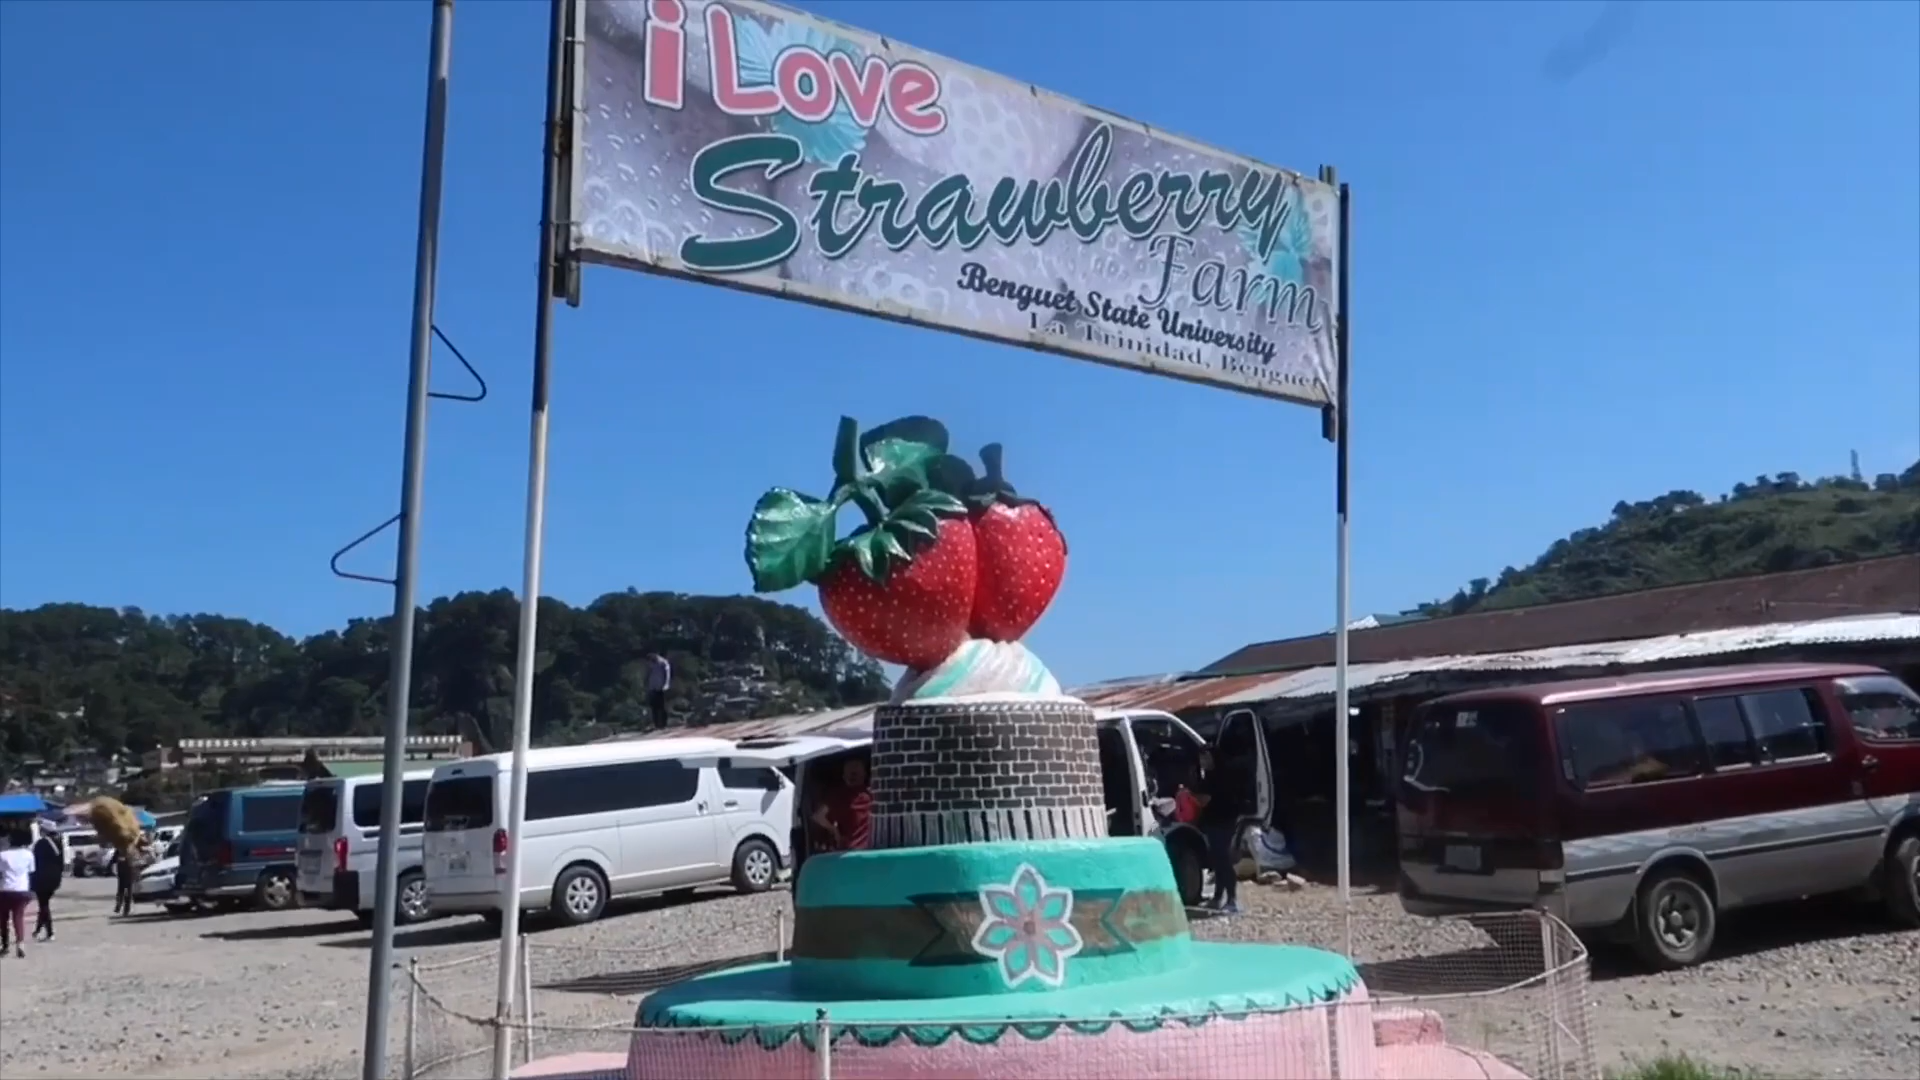 i Love
Strawberry
Farm
Benguet State University
La Trinidad, Benguet